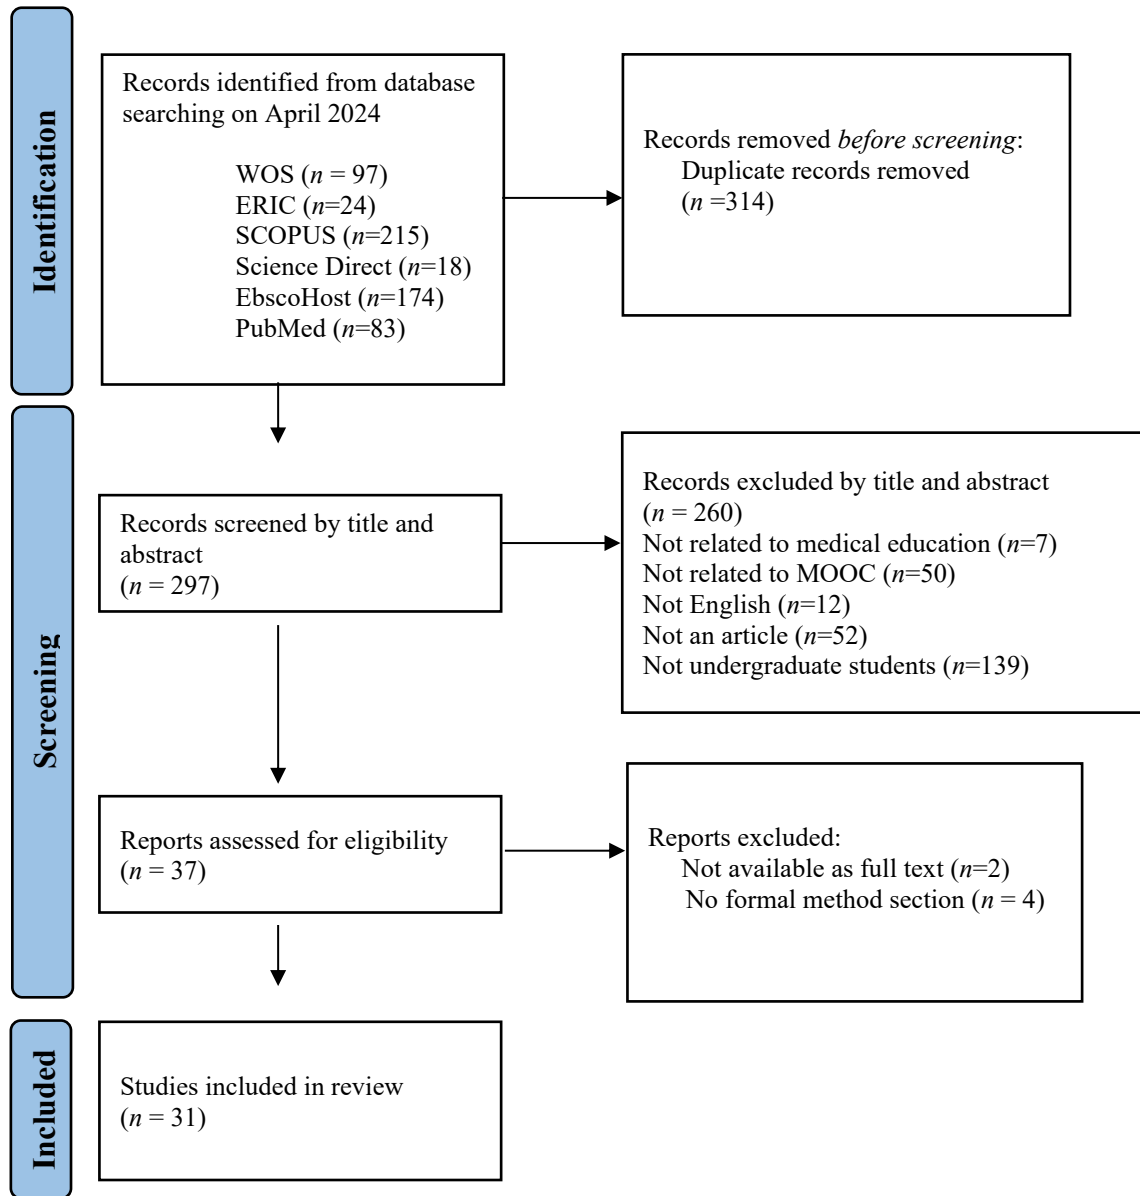 Identification
Records identified from database
searching on April 2024
WOS (n = 97)
ERIC (n=24)
SCOPUS (n=215)
Science Direct (n=18)
EbscoHost (n=174)
PubMed (n=83)
Records removed before screening:
Duplicate records removed
(n =314)
Screening
Records screened by title and
abstract
(n = 297)
Records excluded by title and abstract
(n = 260)
Not related to medical education (n=7)
Not related to MOOC (n=50)
Not English (n=12)
Not an article (n=52)
Not undergraduate students (n=139)
Reports assessed for eligibility
(n = 37)
Reports excluded:
Not available as full text (n=2)
No formal method section (n = 4)
Included
Studies included in review
(n = 31)